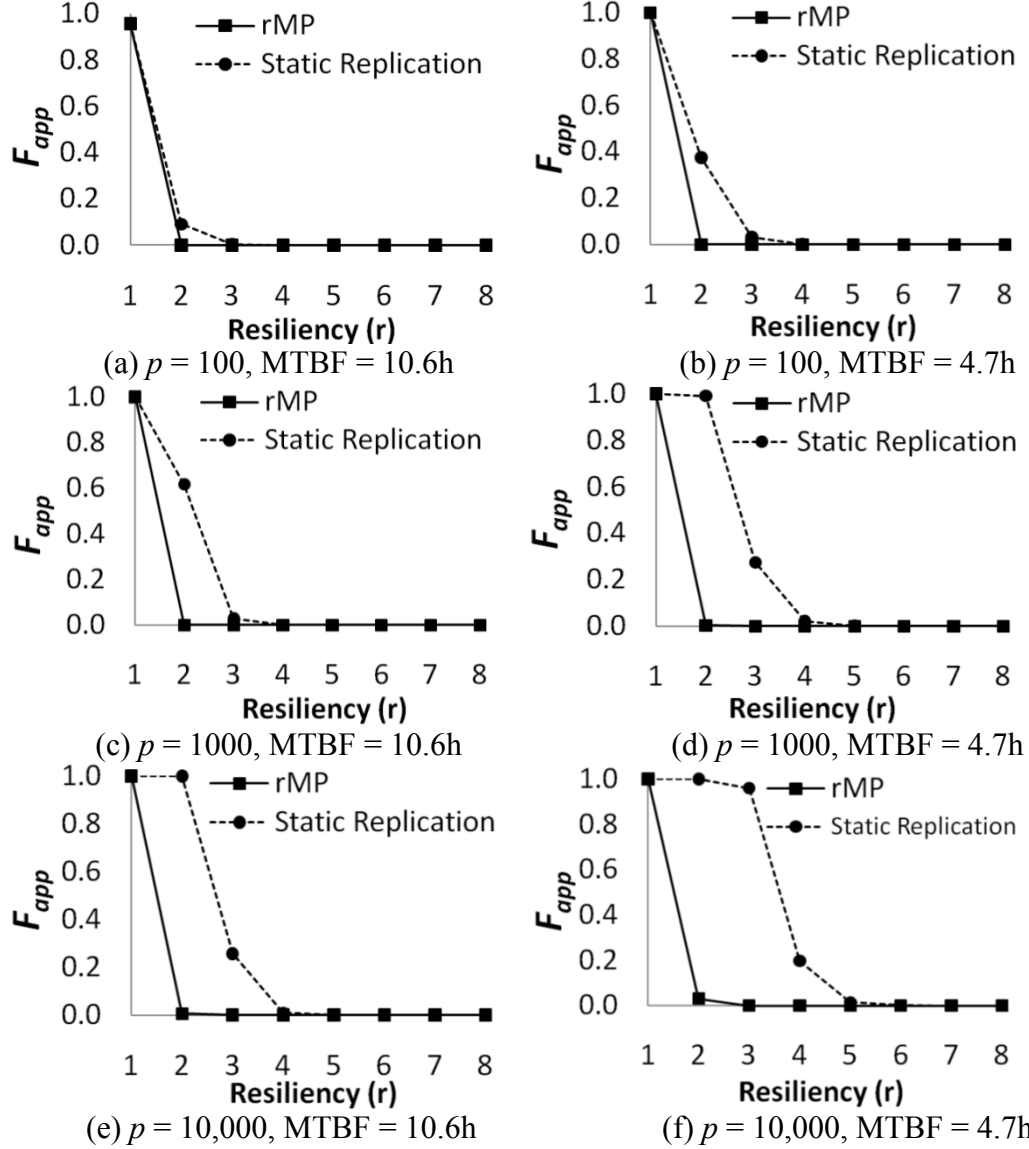 1.0
0.8
0.6
0.4
0.2
0.0
F_app
rMP
Static Replication
1 2 3 4 5 6 7 8
Resiliency (r)
(a) p = 100, MTBF = 10.6h
1.0
0.8
0.6
0.4
0.2
0.0
F_app
rMP
Static Replication
1 2 3 4 5 6 7 8
Resiliency (r)
(b) p = 100, MTBF = 4.7h
1.0
0.8
0.6
0.4
0.2
0.0
F_app
rMP
Static Replication
1 2 3 4 5 6 7 8
Resiliency (r)
(c) p = 1000, MTBF = 10.6h
1.0
0.8
0.6
0.4
0.2
0.0
F_app
rMP
Static Replication
1 2 3 4 5 6 7 8
Resiliency (r)
(d) p = 1000, MTBF = 4.7h
1.0
0.8
0.6
0.4
0.2
0.0
F_app
rMP
Static Replication
1 2 3 4 5 6 7 8
Resiliency (r)
(e) p = 10,000, MTBF = 10.6h
1.0
0.8
0.6
0.4
0.2
0.0
F_app
rMP
Static Replication
1 2 3 4 5 6 7 8
Resiliency (r)
(f) p = 10,000, MTBF = 4.7h